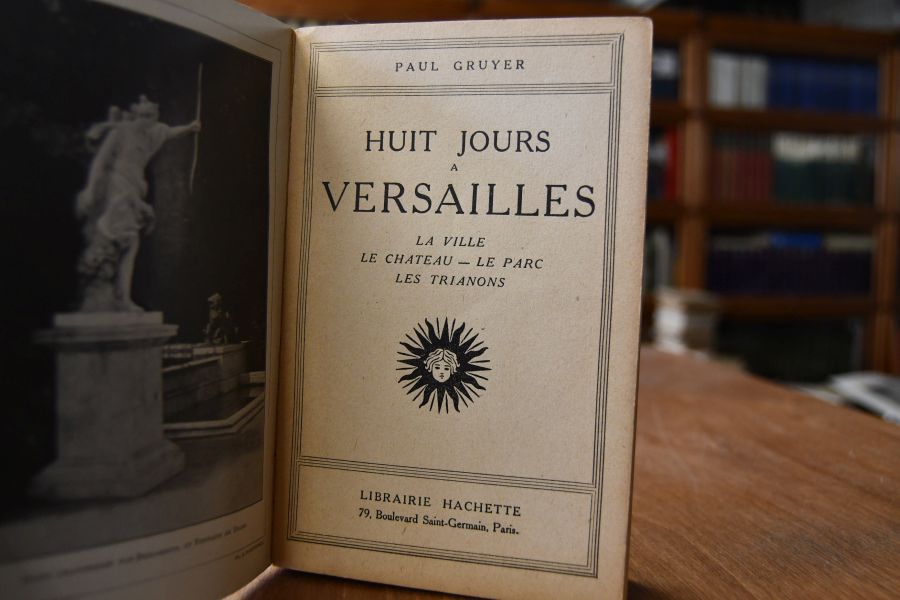 PAUL GRUYER
HUIT JOURS
A
VERSAILLES
LA VILLE
LE CHATEAU — LE PARC
LES TRIANONS
LIBRAIRIE HACHETTE
79, Boulevard Saint-Germain, Paris.